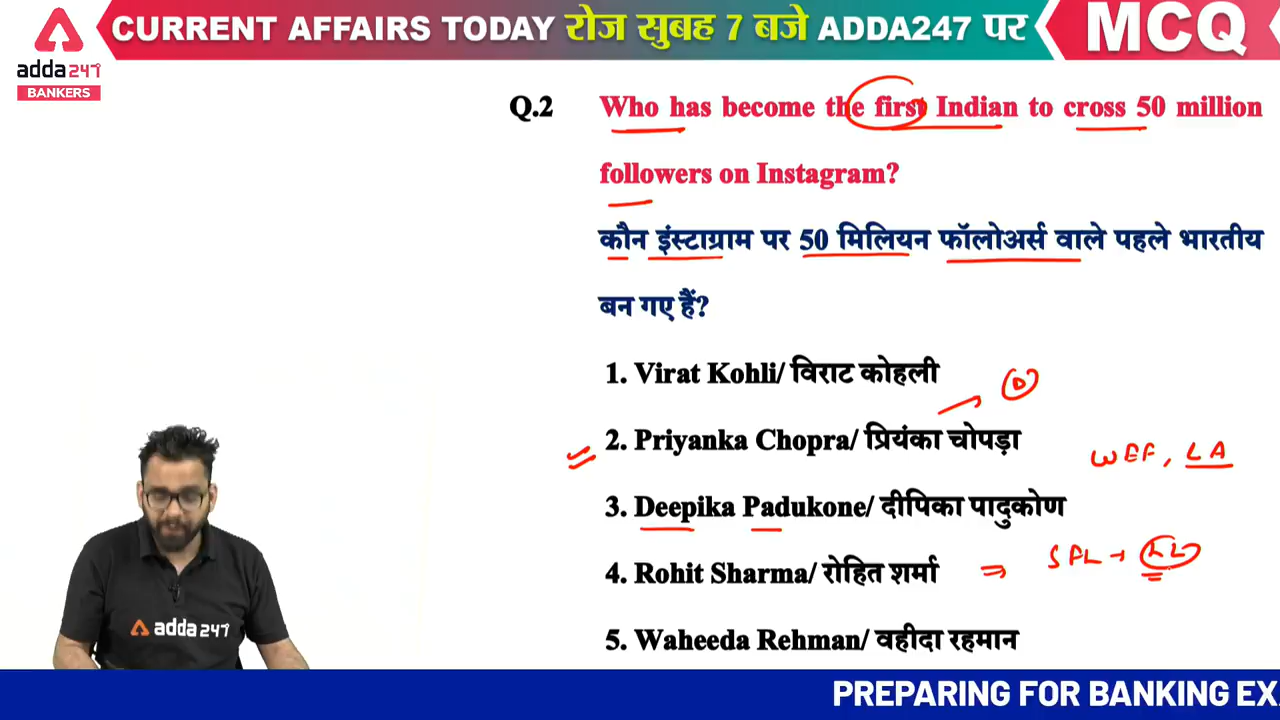 CURRENT AFFAIRS TODAY रोज सुबह 7 बजे ADDA247 पर
MCQ
adda247
BANKERS
Q.2 Who has become the first Indian to cross 50 million
followers on Instagram?
कौन इंस्टाग्राम पर 50 मिलियन फॉलोअर्स वाले पहले भारतीय
बन गए हैं?
1. Virat Kohli/ विराट कोहली
2. Priyanka Chopra/ प्रियंका चोपड़ा
WEF, LA
3. Deepika Padukone/ दीपिका पादुकोण
4. Rohit Sharma/ रोहित शर्मा
5. Waheeda Rehman/ वहीदा रहमान
adda247
PREPARING FOR BANKING EX